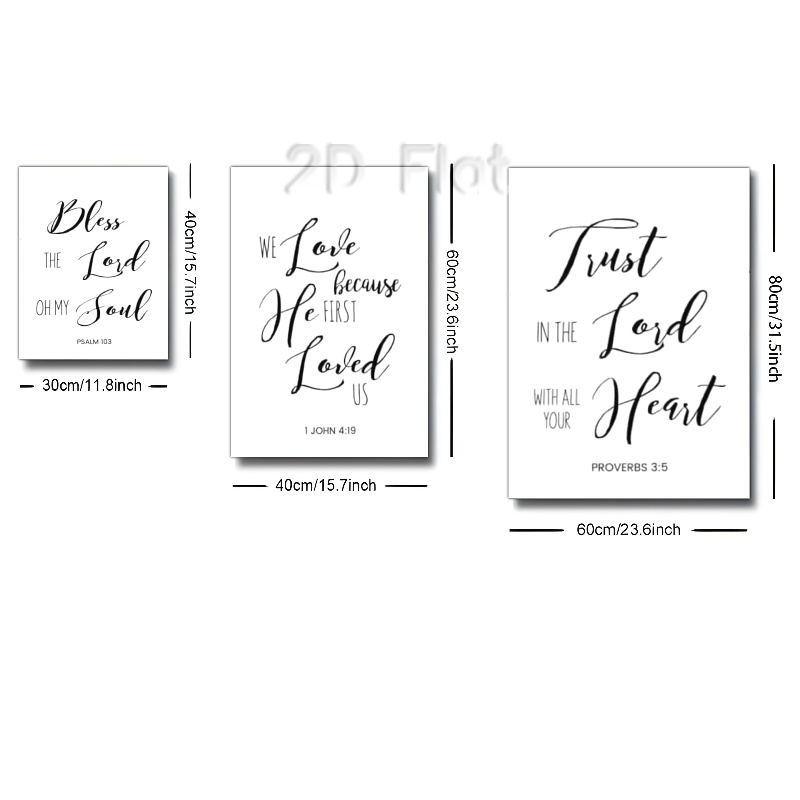 2D Flat
Bless
THE Lord
OH MY Soul
PSALM 103
40cm/15.7inch
30cm/11.8inch
WE Love
because
He FIRST
Loved
US
1 JOHN 4:19
60cm/23.6inch
40cm/15.7inch
Trust
IN THE Lord
WITH ALL
YOUR Heart
PROVERBS 3:5
80cm/31.5inch
60cm/23.6inch